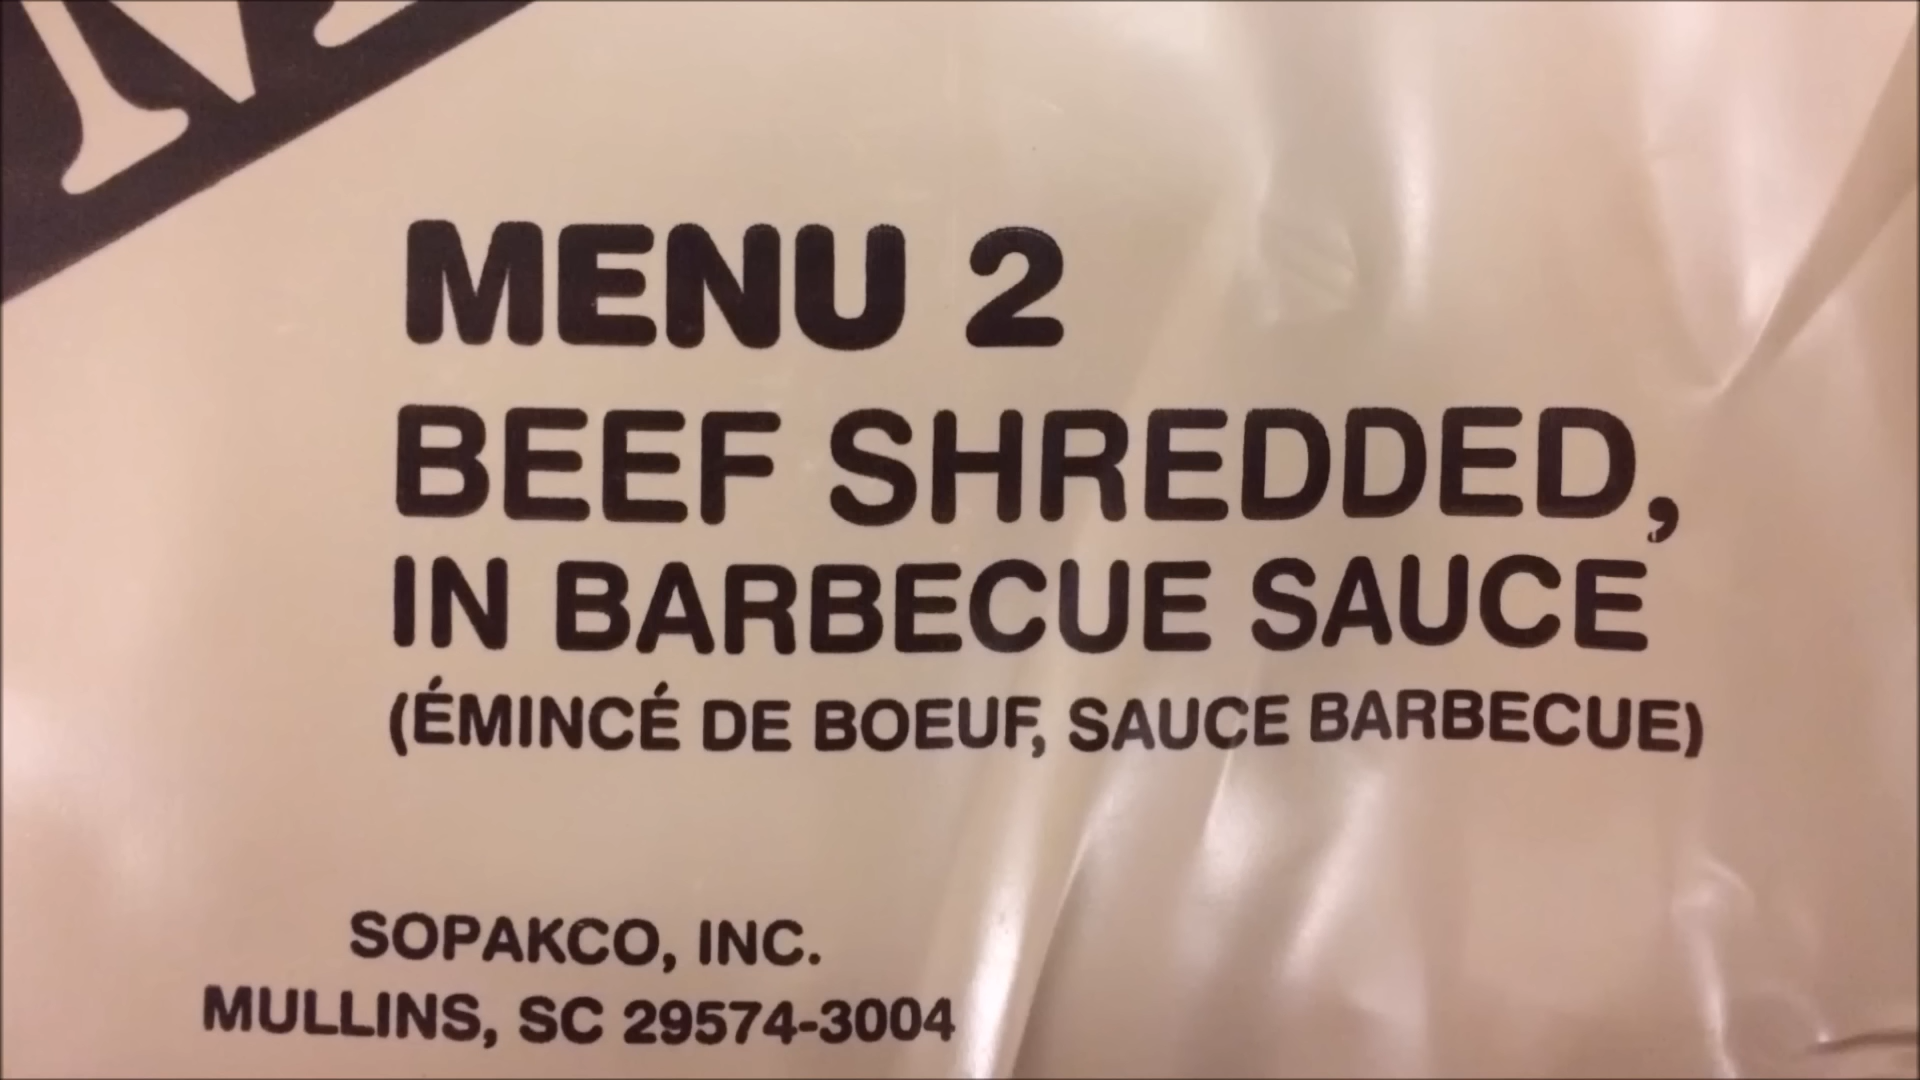 MENU 2
BEEF SHREDDED,
IN BARBECUE SAUCE
(ÉMINCÉ DE BOEUF, SAUCE BARBECUE)
SOPAKCO, INC.
MULLINS, SC 29574-3004